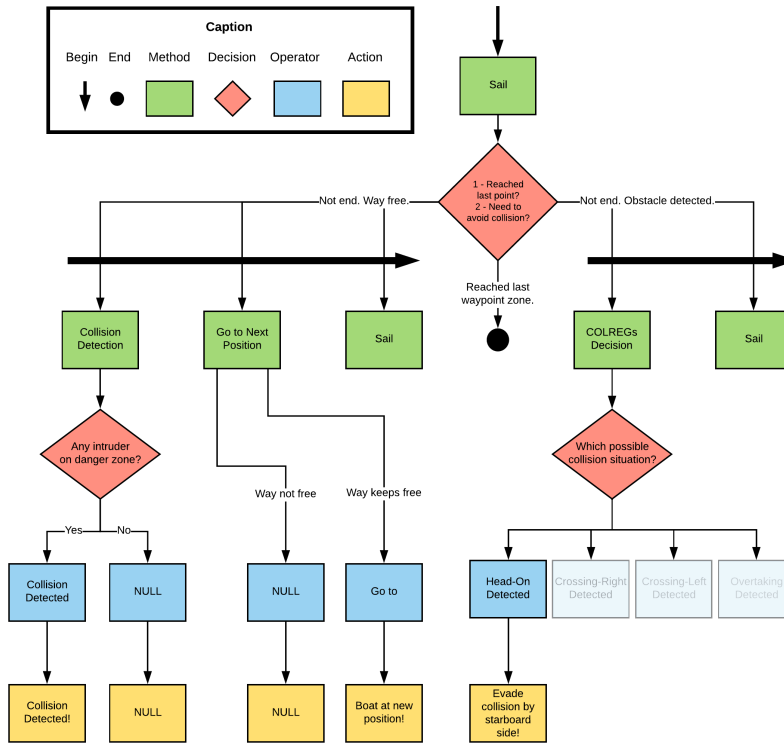 Caption
Begin End Method Decision Operator Action
Sail
1 - Reached
last point?
2 - Need to
avoid collision?
Not end. Way free.
Not end. Obstacle detected.
Reached last
waypoint zone.
Collision
Detection
Go to Next
Position
Sail
COLREGs
Decision
Sail
Any intruder
on danger zone?
Which possible
collision situation?
Way not free
Way keeps free
Yes
No
Collision
Detected
NULL
NULL
Go to
Head-On
Detected
Crossing-Right
Detected
Crossing-Left
Detected
Overtaking
Detected
Collision
Detected!
NULL
NULL
Boat at new
position!
Evade
collision by
starboard
side!